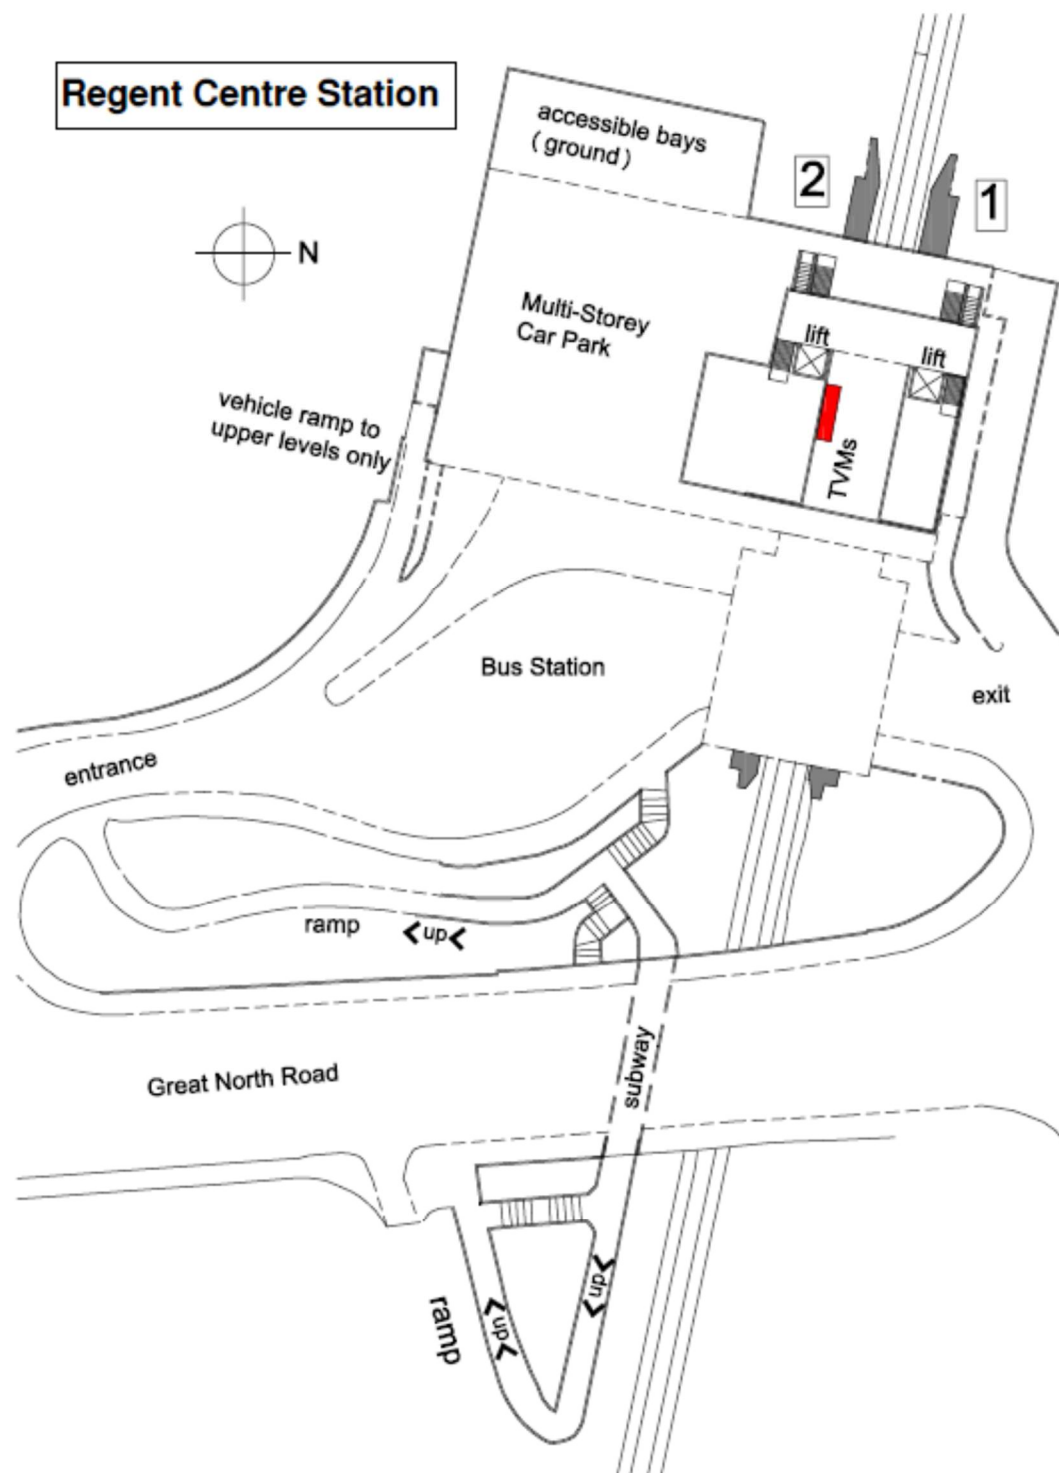 Regent Centre Station
accessible bays
( ground )
2
1
N
Multi-Storey
Car Park
lift
lift
vehicle ramp to
upper levels only
TVMs
Bus Station
exit
entrance
ramp
up
subway
Great North Road
up
ramp
up